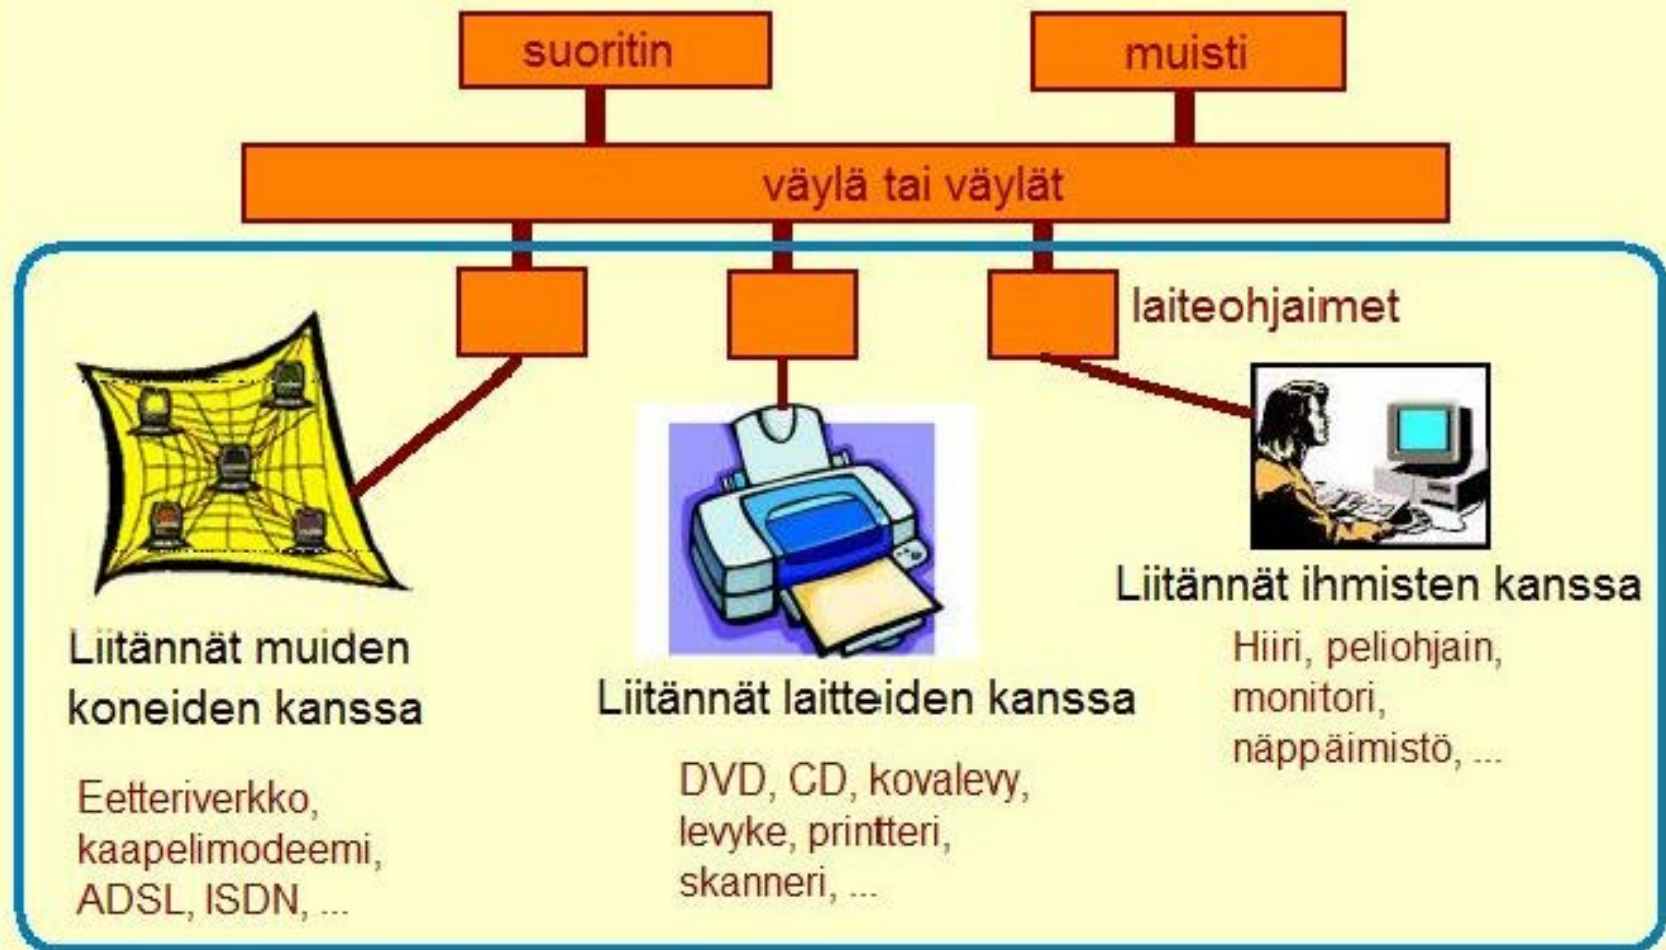 suoritin
muisti
väylä tai väylät
laiteohjaimet
Liitännät muiden
koneiden kanssa
Eetteriverkko,
kaapelimodeemi,
ADSL, ISDN, ...
Liitännät laitteiden kanssa
DVD, CD, kovalevy,
levyke, printteri,
skanneri, ...
Liitännät ihmisten kanssa
Hiiri, peliohjain,
monitori,
näppäimistö, ...